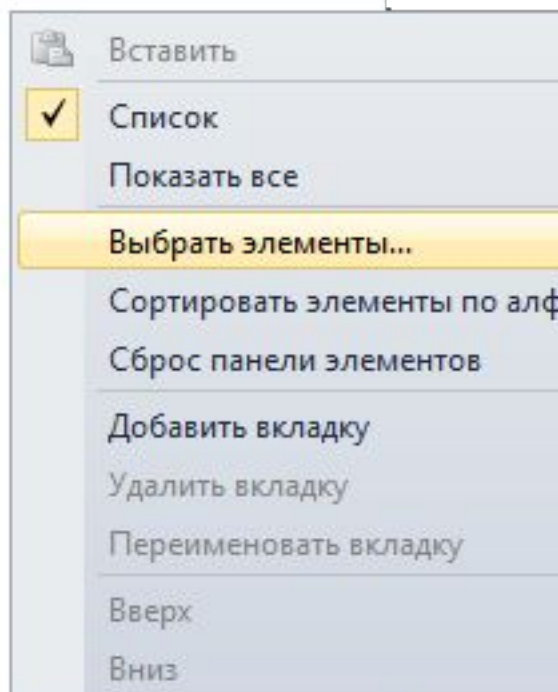 Вставить
Список
Показать все
Выбрать элементы...
Сортировать элементы по
Сброс панели элементов
Добавить вкладку
Удалить вкладку
Переименовать вкладку
Вверх
Вниз